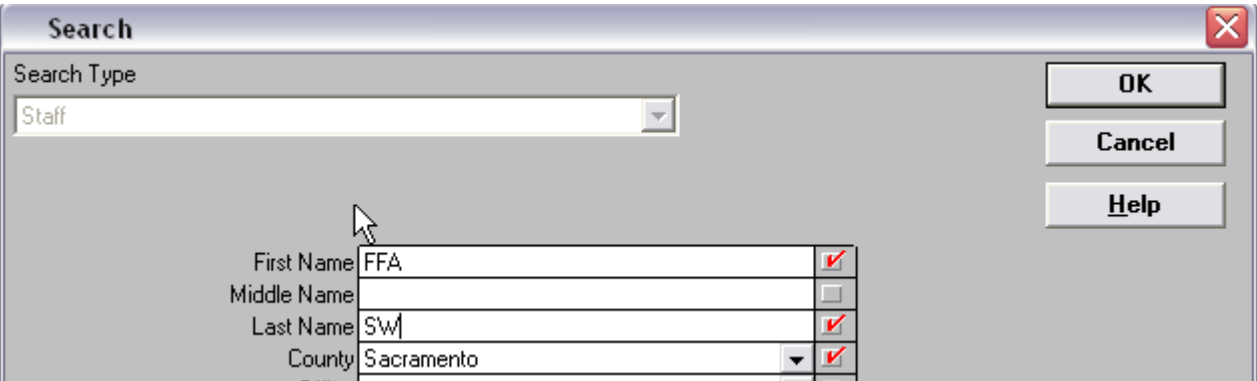 Search
Search Type
Staff
OK
Cancel
Help
First Name FFA
Middle Name
Last Name SW
County Sacramento